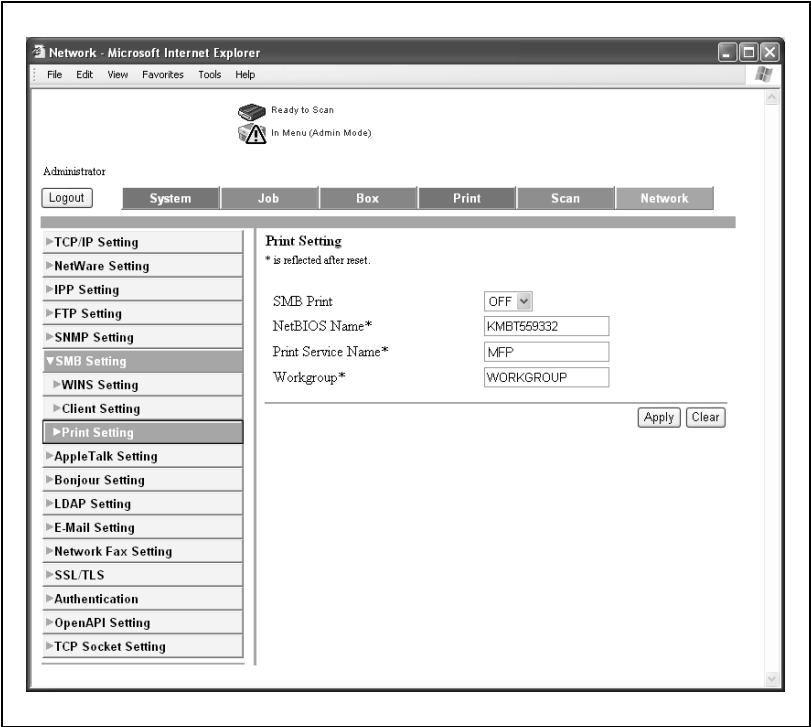 Network - Microsoft Internet Explorer
File Edit View Favorites Tools Help
Ready to Scan
In Menu (Admin Mode)
Administrator
Logout System Job Box Print Scan Network
TCP/IP Setting
NetWare Setting
IPP Setting
FTP Setting
SNMP Setting
SMB Setting
WINS Setting
Client Setting
Print Setting
AppleTalk Setting
Bonjour Setting
LDAP Setting
E-Mail Setting
Network Fax Setting
SSL/TLS
Authentication
OpenAPI Setting
TCP Socket Setting
Print Setting
* is reflected after reset.
SMB Print OFF
NetBIOS Name* KMBT559332
Print Service Name* MFP
Workgroup* WORKGROUP
Apply Clear